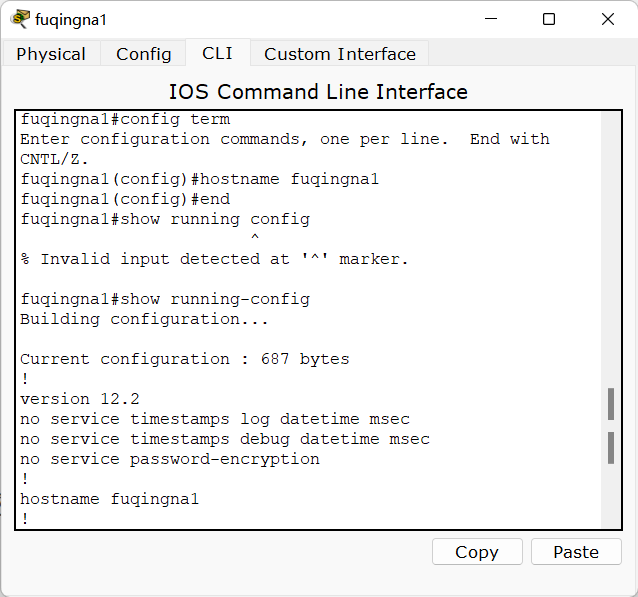 fuqingna1
Physical Config CLI Custom Interface
IOS Command Line Interface
fuqingna1#config term
Enter configuration commands, one per line.  End with
CNTL/Z.
fuqingna1(config)#hostname fuqingna1
fuqingna1(config)#end
fuqingna1#show running config
^
% Invalid input detected at '^' marker.
fuqingna1#show running-config
Building configuration...
Current configuration : 687 bytes
!
version 12.2
no service timestamps log datetime msec
no service timestamps debug datetime msec
no service password-encryption
!
hostname fuqingna1
!
Copy Paste